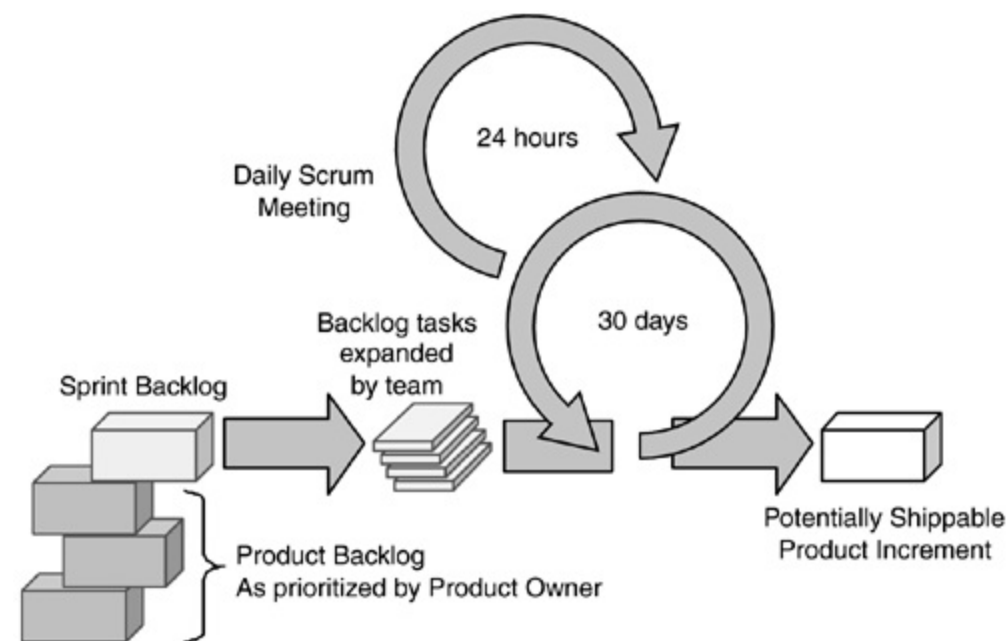 24 hours
Daily Scrum
Meeting
30 days
Backlog tasks
expanded
by team
Sprint Backlog
Potentially Shippable
Product Increment
Product Backlog
As prioritized by Product Owner